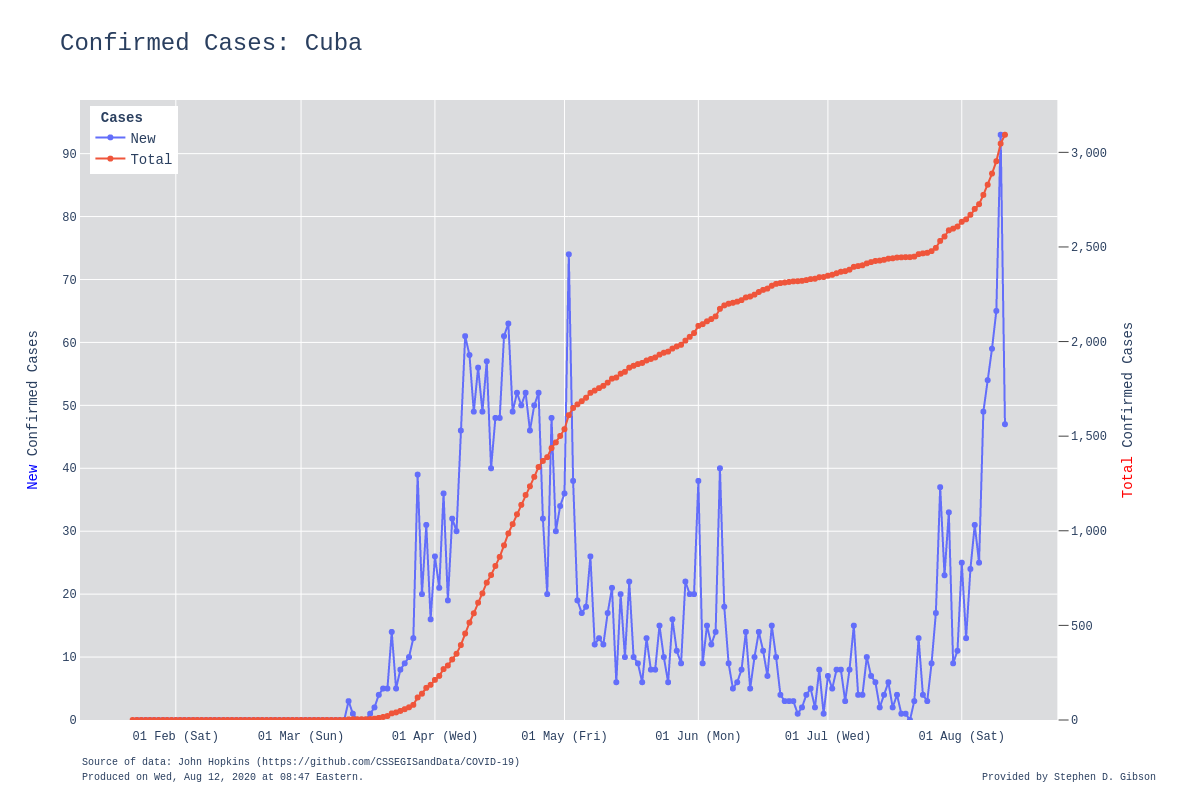 Confirmed Cases: Cuba
Cases
New
Total
90
80
70
60
50
40
30
20
10
0
New Confirmed Cases
3,000
2,500
2,000
1,500
1,000
500
0
Total Confirmed Cases
01 Feb (Sat) 01 Mar (Sun) 01 Apr (Wed) 01 May (Fri) 01 Jun (Mon) 01 Jul (Wed) 01 Aug (Sat)
Source of data: John Hopkins (https://github.com/CSSEGISandData/COVID-19)
Produced on Wed, Aug 12, 2020 at 08:47 Eastern.
Provided by Stephen D. Gibson